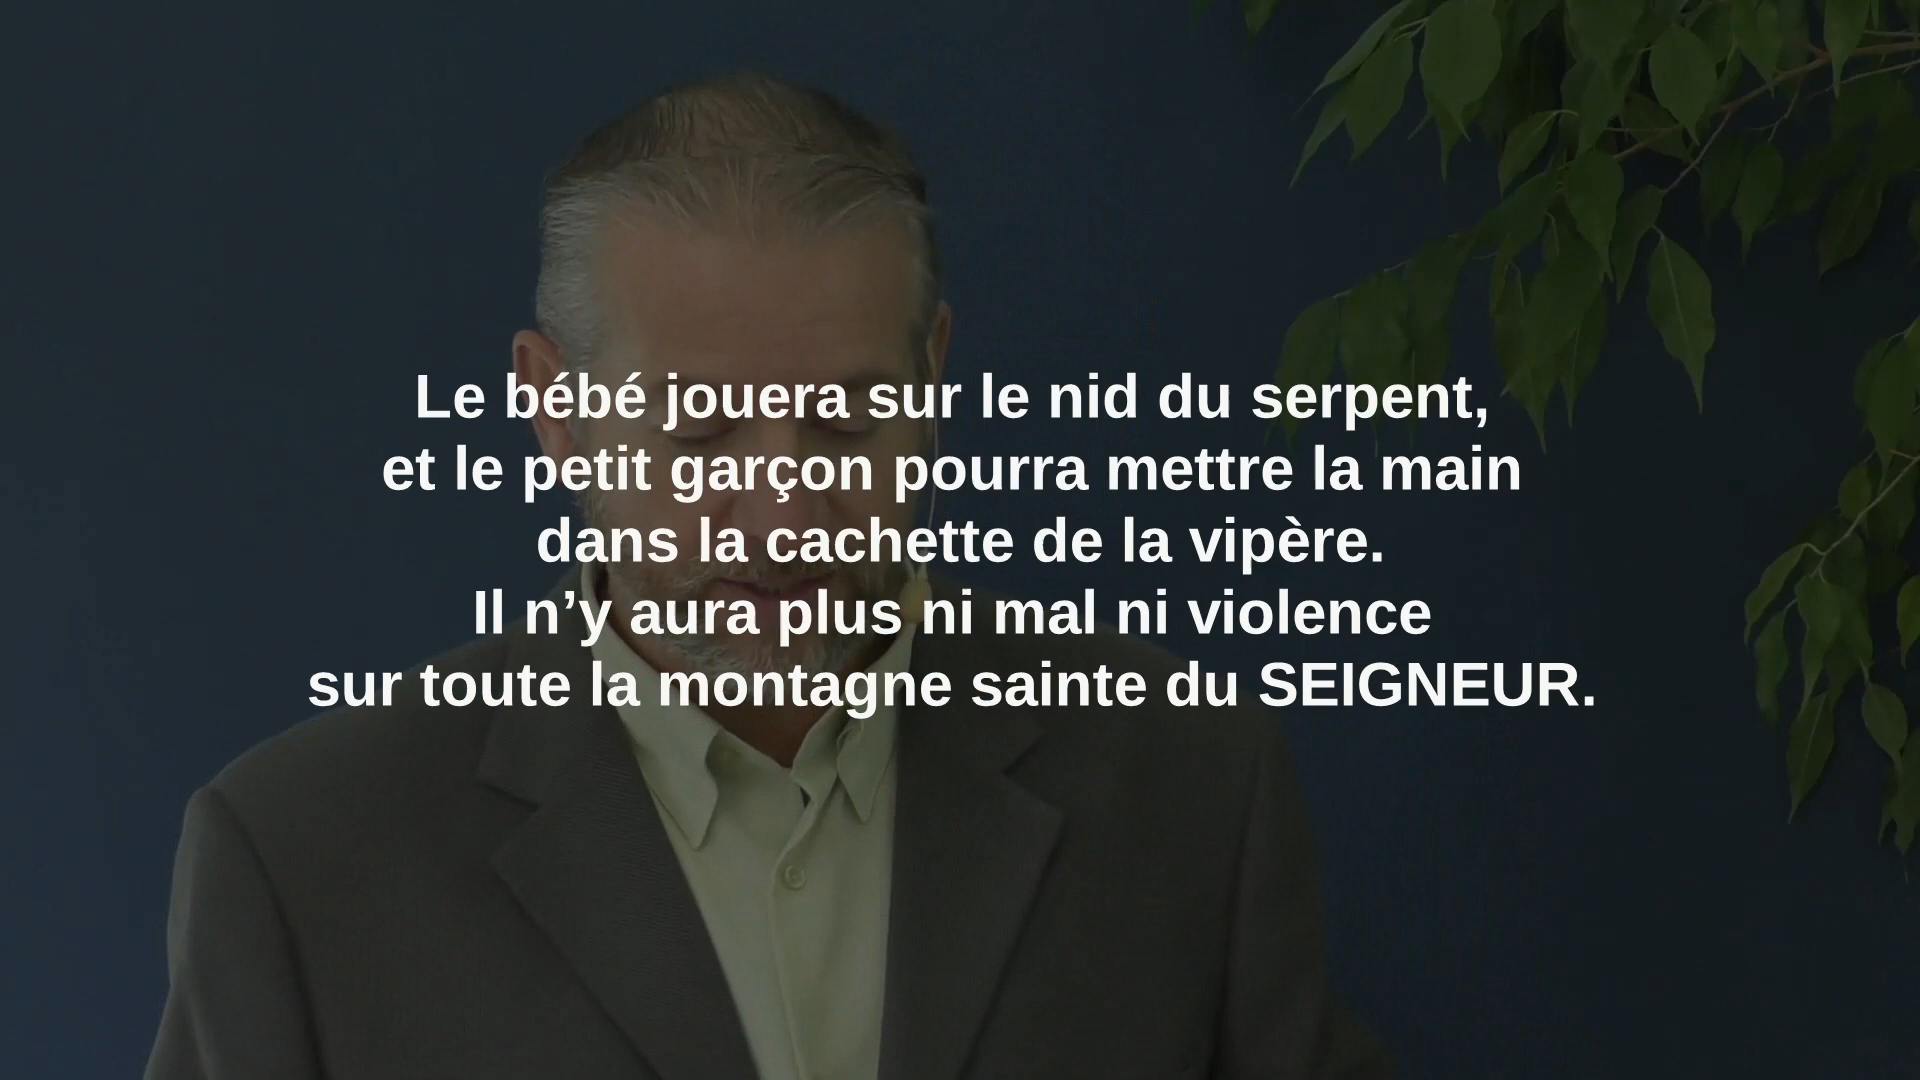 Le bébé jouera sur le nid du serpent,
et le petit garçon pourra mettre la main
dans la cachette de la vipère.
Il n’y aura plus ni mal ni violence
sur toute la montagne sainte du SEIGNEUR.